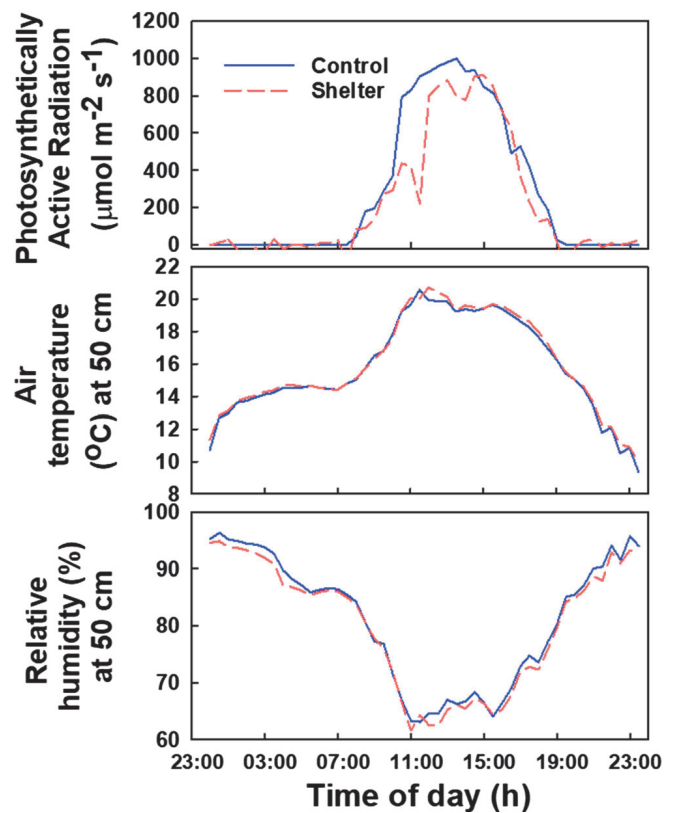 Photosynthetically
Active Radiation
(μmol m-2 s-1)
1200
1000
800
600
400
200
0
Control
Shelter
Air
temperature
(oC) at 50 cm
22
20
18
16
14
12
10
8
Relative
humidity (%)
at 50 cm
100
90
80
70
60
23:00 03:00 07:00 11:00 15:00 19:00 23:00
Time of day (h)